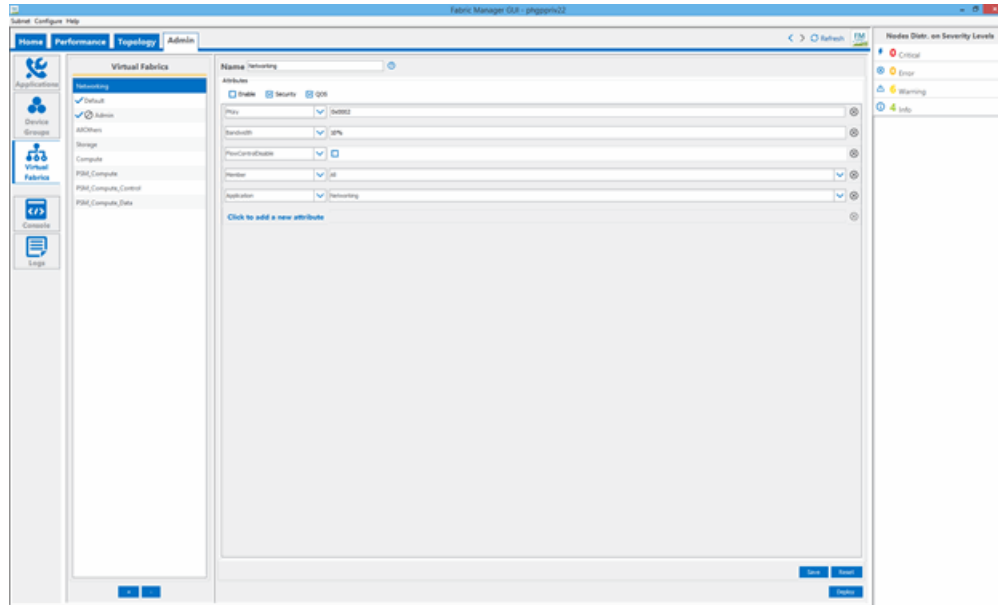 Fabric Manager GUI - phgppriv22
Subnet Configure Help
Home Performance Topology Admin
Refresh FM
Nodes Distr. on Severity Levels
0 Critical
0 Error
6 Warning
4 Info
Applications
Device Groups
Virtual Fabrics
Console
Logs
Virtual Fabrics
Networking
Default
Admin
AllOthers
Storage
Compute
PSM_Compute
PSM_Compute_Control
PSM_Compute_Data
Name Networking
Attributes
Enable Security QOS
PKey 0x0002
Bandwidth 10%
FlowControlDisable
Member All
Application Networking
Click to add a new attribute
Save Reset
Deploy
+ -